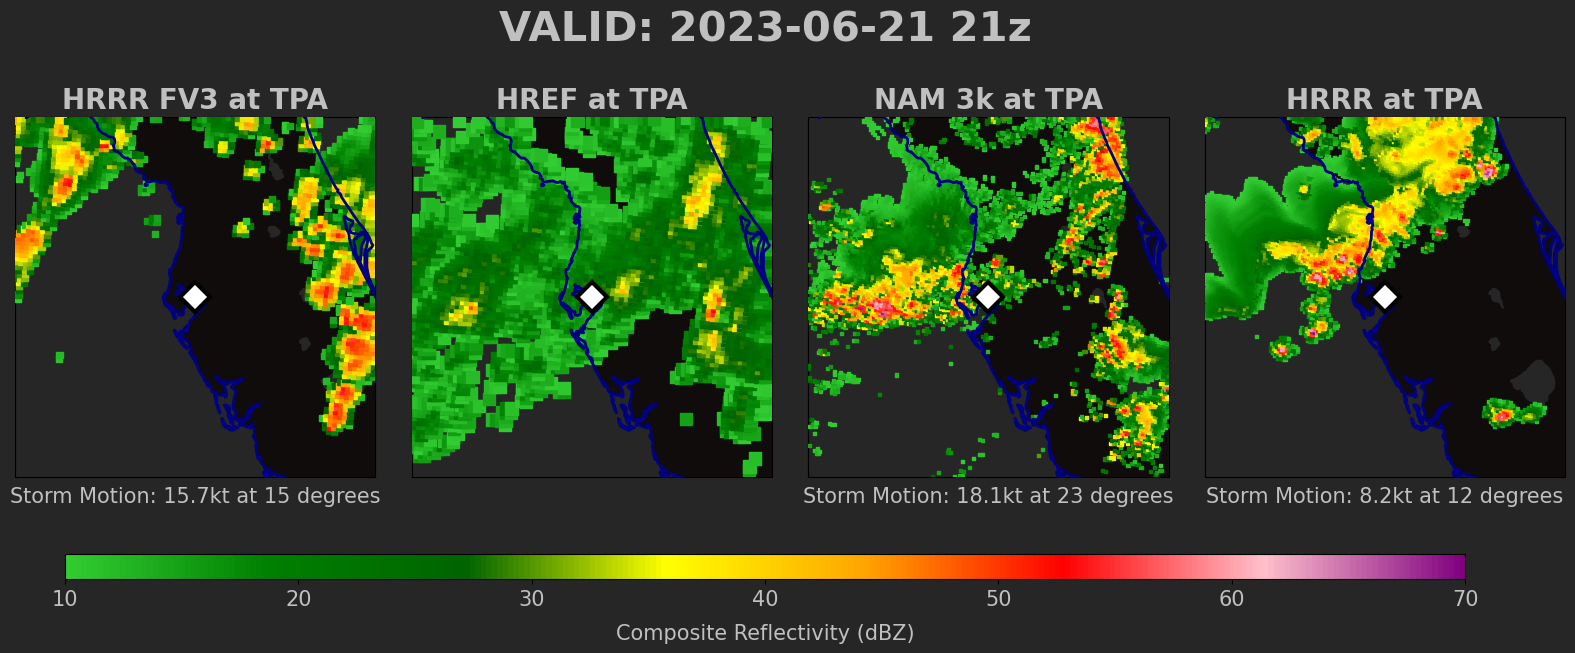 VALID: 2023-06-21 21z
HRRR FV3 at TPA
HREF at TPA
NAM 3k at TPA
HRRR at TPA
Storm Motion: 15.7kt at 15 degrees
Storm Motion: 18.1kt at 23 degrees
Storm Motion: 8.2kt at 12 degrees
10 20 30 40 50 60 70
Composite Reflectivity (dBZ)